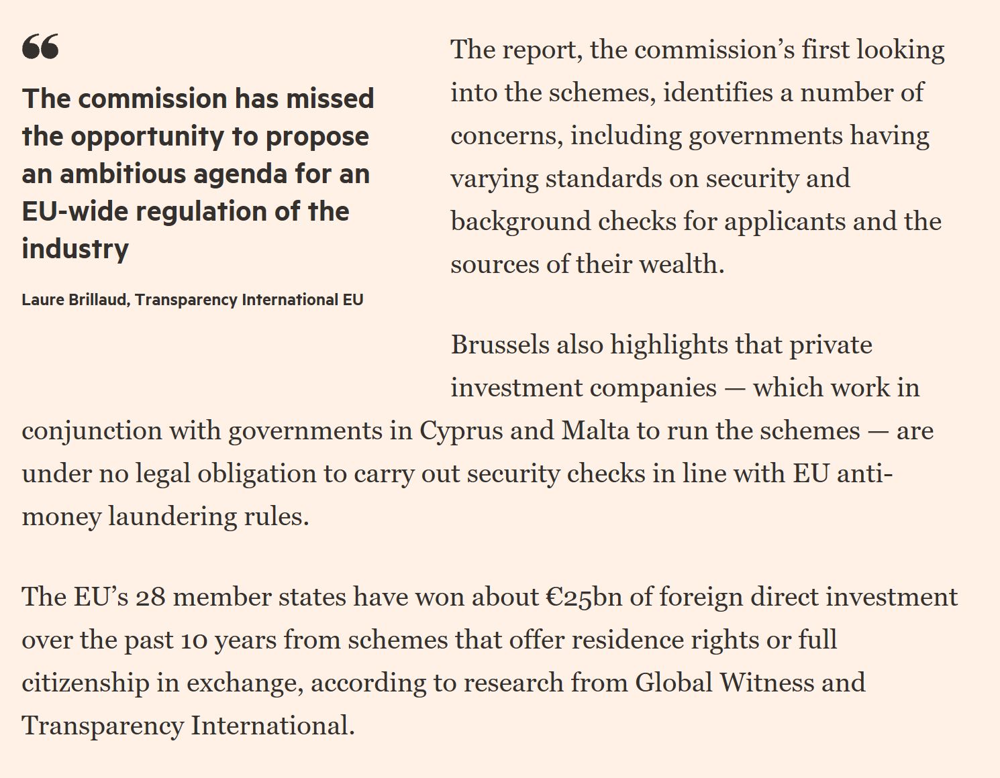 “
The commission has missed
the opportunity to propose
an ambitious agenda for an
EU-wide regulation of the
industry
Laure Brillaud, Transparency International EU
The report, the commission’s first looking
into the schemes, identifies a number of
concerns, including governments having
varying standards on security and
background checks for applicants and the
sources of their wealth.
Brussels also highlights that private
investment companies — which work in
conjunction with governments in Cyprus and Malta to run the schemes — are
under no legal obligation to carry out security checks in line with EU anti-
money laundering rules.
The EU’s 28 member states have won about €25bn of foreign direct investment
over the past 10 years from schemes that offer residence rights or full
citizenship in exchange, according to research from Global Witness and
Transparency International.